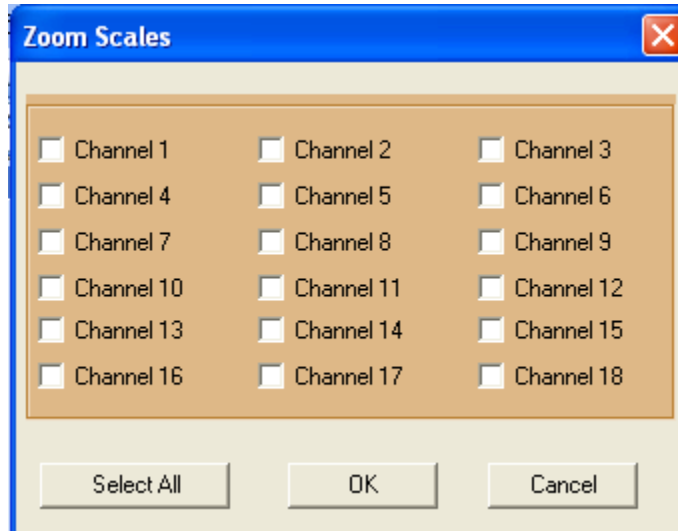 Zoom Scales
Channel 1 Channel 2 Channel 3
Channel 4 Channel 5 Channel 6
Channel 7 Channel 8 Channel 9
Channel 10 Channel 11 Channel 12
Channel 13 Channel 14 Channel 15
Channel 16 Channel 17 Channel 18
Select All OK Cancel